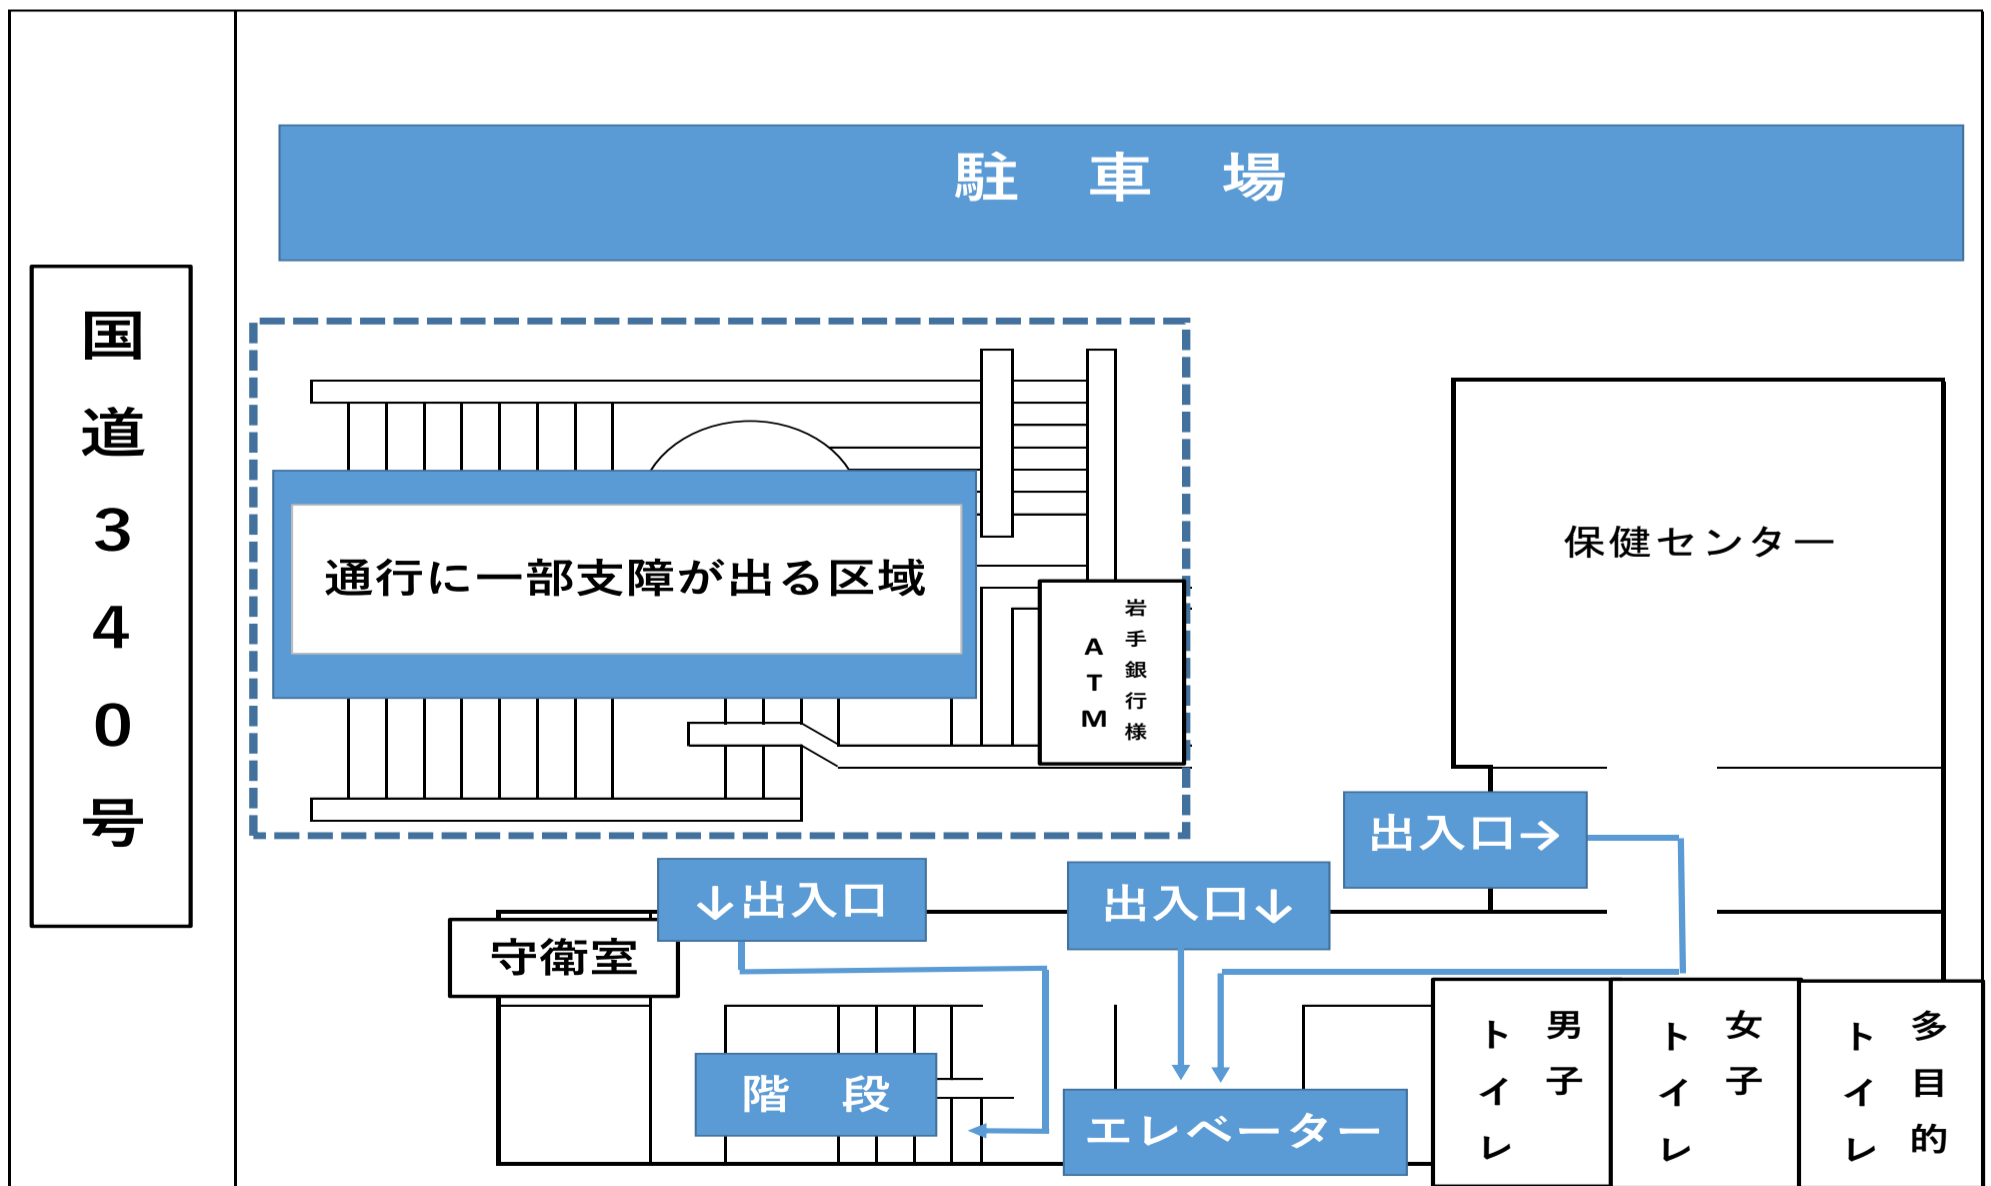 駐車場
国道３４０号
通行に一部支障が出る区域
岩手銀行様
ATM
保健センター
出入口→
↓出入口
出入口↓
守衛室
階段
エレベーター
男子
トイレ
女子
トイレ
多目的
トイレ